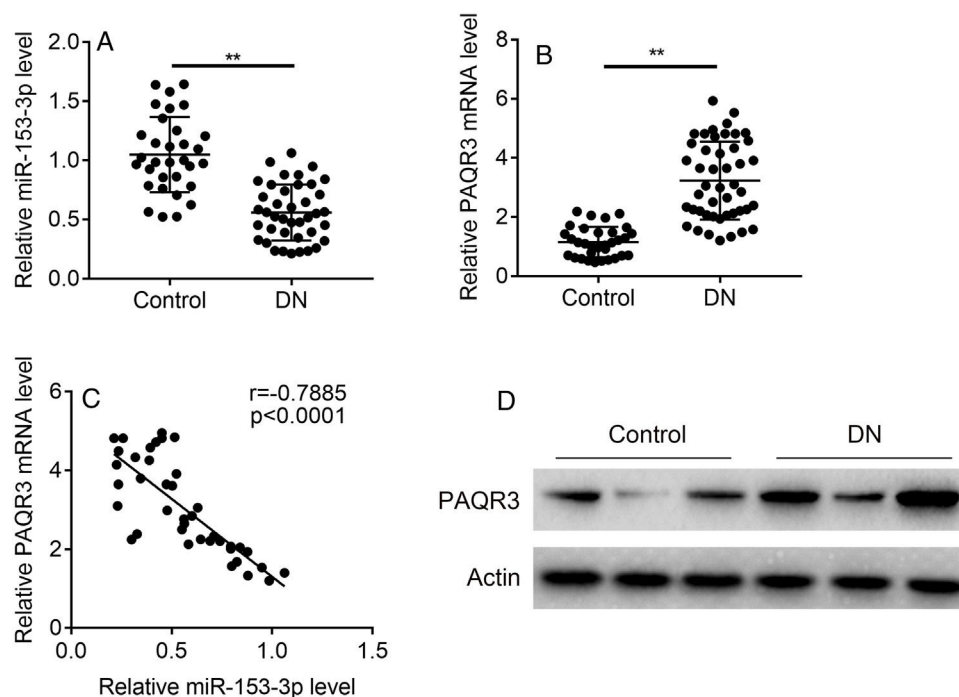 A
Relative miR-153-3p level
2.0
1.5
1.0
0.5
0.0
**
Control
DN
B
Relative PAQR3 mRNA level
8
6
4
2
0
**
Control
DN
C
Relative PAQR3 mRNA level
6
4
2
0
r=-0.7885
p<0.0001
0.0
0.5
1.0
1.5
Relative miR-153-3p level
D
Control
DN
PAQR3
Actin